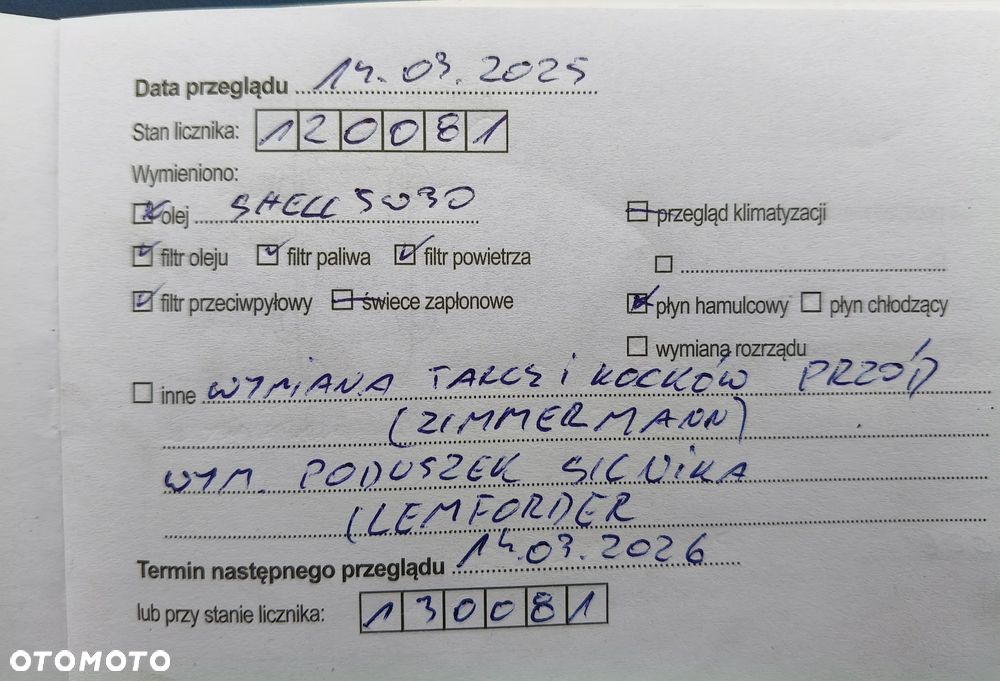 Data przeglądu 14.03.2025
Stan licznika: 120081
Wymieniono:
olej SHELL 5W30
przegląd klimatyzacji
filtr oleju filtr paliwa filtr powietrza
filtr przeciwpyłowy świece zapłonowe płyn hamulcowy płyn chłodzący
wymiana rozrządu
inne WYMIANA TARCZ I KLOCKÓW PRZÓD
(ZIMMERMANN)
WYM. PODUSZEK SILNIKA
(LEMFORDER
Termin następnego przeglądu 14.03.2026
lub przy stanie licznika: 130081
OTOMOTO